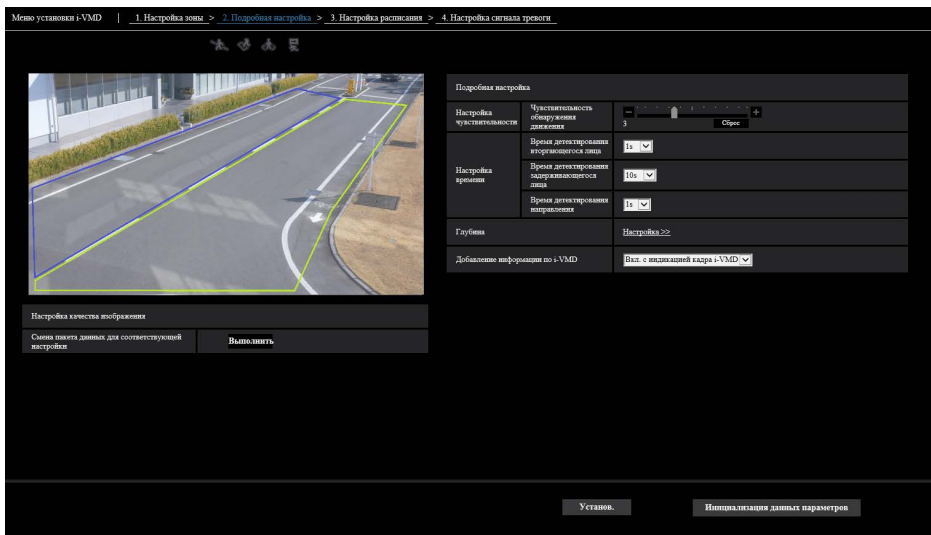 Меню установки i-VMD | 1. Настройка зоны > 2. Подробная настройка > 3. Настройка расписания > 4. Настройка сигнала тревоги
Подробная настройка
Настройка чувствительности
Чувствительность
обнаружения
движения
3
Сброс
Настройка
времени
Время детектирования
вторгающегося лица
1s
Время детектирования
задерживающегося
лица
10s
Время детектирования
направления
1s
Глубина
Настройка >>
Добавление информации по i-VMD
Вкл. с индикацией кадра i-VMD
Настройка качества изображения
Смена пакета данных для соответствующей
настройки
Выполнить
Установ.
Инициализация данных параметров